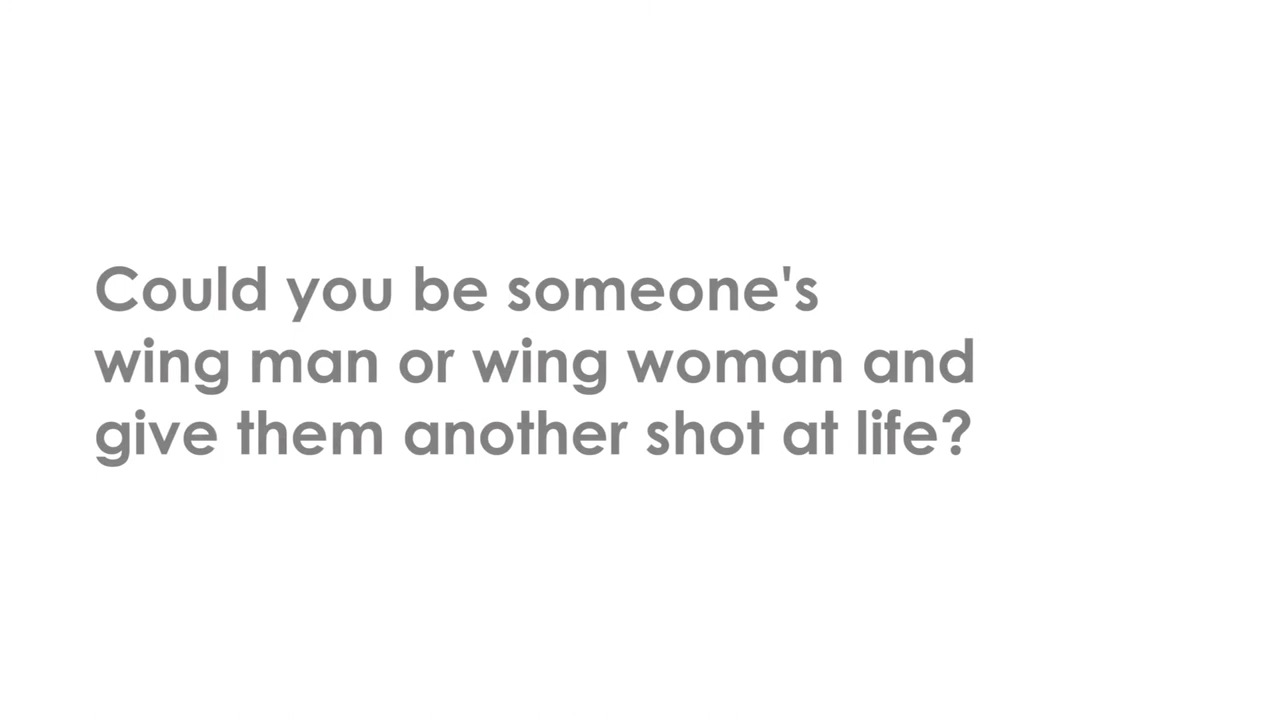 Could you be someone's
wing man or wing woman and
give them another shot at life?